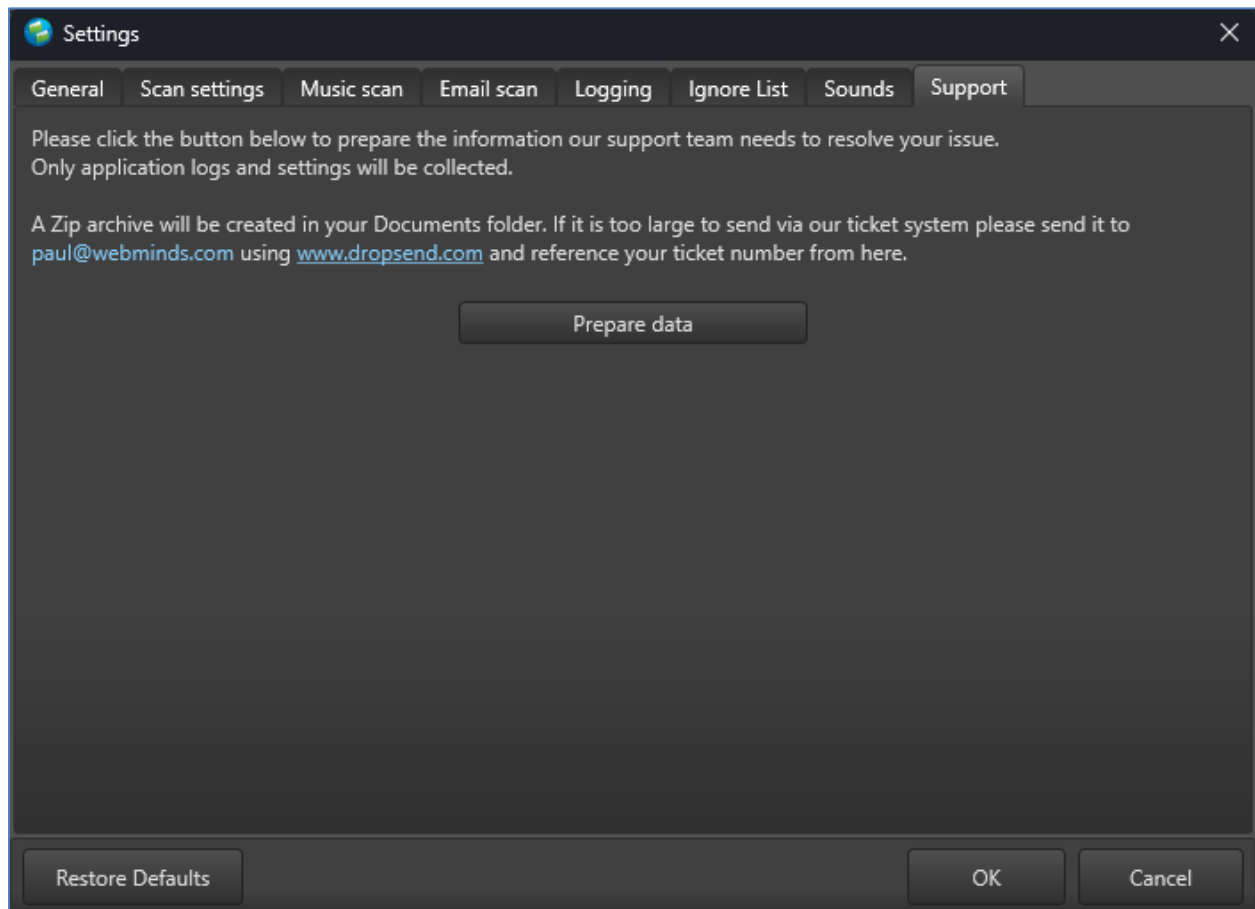 Settings
General Scan settings Music scan Email scan Logging Ignore List Sounds Support
Please click the button below to prepare the information our support team needs to resolve your issue.
Only application logs and settings will be collected.
A Zip archive will be created in your Documents folder. If it is too large to send via our ticket system please send it to
paul@webminds.com using www.dropsend.com and reference your ticket number from here.
Prepare data
Restore Defaults OK Cancel